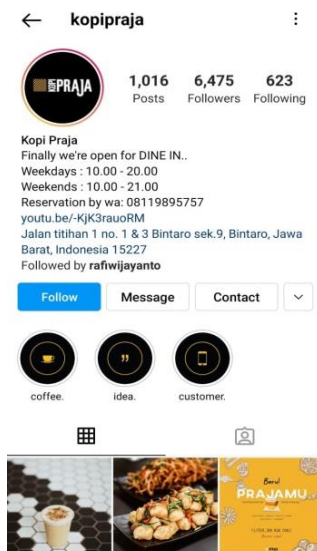 kopipraja
KOPI PRAJA
1,016 6,475 623
Posts Followers Following
Kopi Praja
Finally we're open for DINE IN..
Weekdays : 10.00 - 20.00
Weekends : 10.00 - 21.00
Reservation by wa: 08119895757
youtu.be/-KjK3rauoRM
Jalan titihan 1 no. 1 & 3 Bintaro sek.9, Bintaro, Jawa
Barat, Indonesia 15227
Followed by rafiwijayanto
Follow Message Contact
coffee. idea. customer.
Berul
PRAJAMU